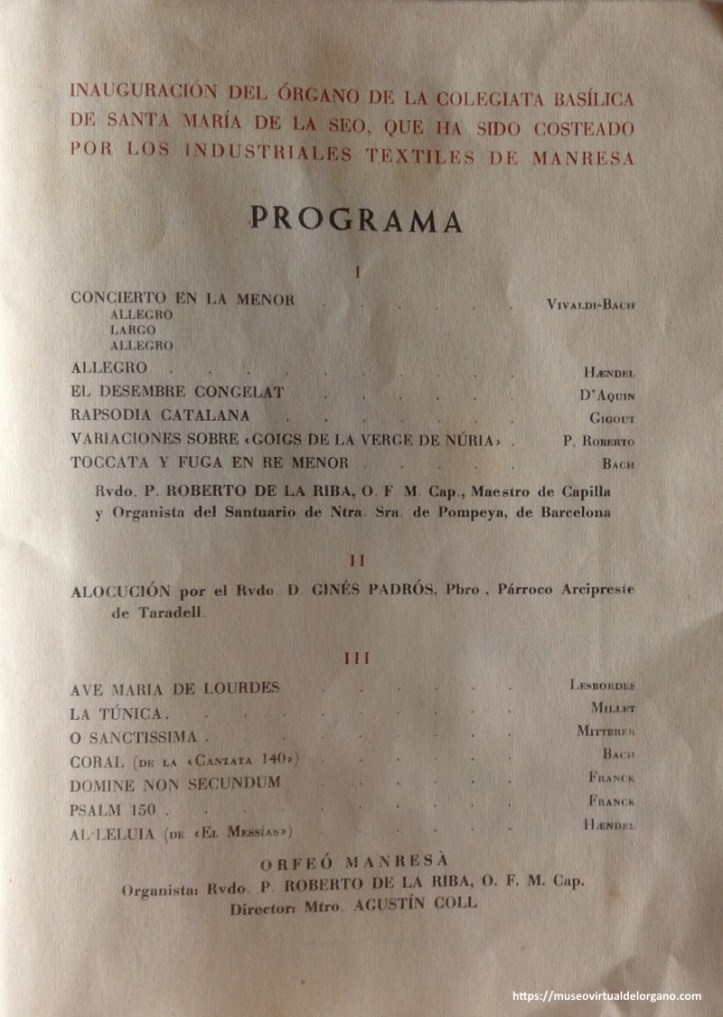 INAUGURACIÓN DEL ÓRGANO DE LA COLEGIATA BASÍLICA
DE SANTA MARÍA DE LA SEO, QUE HA SIDO COSTEADO
POR LOS INDUSTRIALES TEXTILES DE MANRESA
PROGRAMA
I
CONCIERTO EN LA MENOR . . . . . Vivaldi-Bach
ALLEGRO
LARGO
ALLEGRO
ALLEGRO . . . . . . . . . Hændel
EL DESEMBRE CONGELAT . . . . . D'Aquin
RAPSODIA CATALANA . . . . . . Gigout
VARIACIONES SOBRE «GOIGS DE LA VERGE DE NÚRIA» . P. Roberto
TOCCATA Y FUGA EN RE MENOR . . . . . Bach
Rvdo. P. ROBERTO DE LA RIBA, O. F M. Cap., Maestro de Capilla
y Organista del Santuario de Ntra. Sra. de Pompeya, de Barcelona
II
ALOCUCIÓN por el Rvdo. D. GINÉS PADRÓS, Pbro., Párroco Arcipreste
de Taradell.
III
AVE MARIA DE LOURDES . . . . . Lesbordes
LA TÚNICA . . . . . . . . . Millet
O SANCTISSIMA . . . . . . . . Mitterer
CORAL (de la «Cantata 140») . . . . . Bach
DOMINE NON SECUNDUM . . . . Franck
PSALM 150 . . . . . . . . . Franck
AL·LELUIA (de «El Messías») . . . . . Hændel
ORFEÓ MANRESÀ
Organista: Rvdo. P. ROBERTO DE LA RIBA, O. F. M. Cap.
Director: Mtro. AGUSTÍN COLL
https://museovirtualdelorgano.com